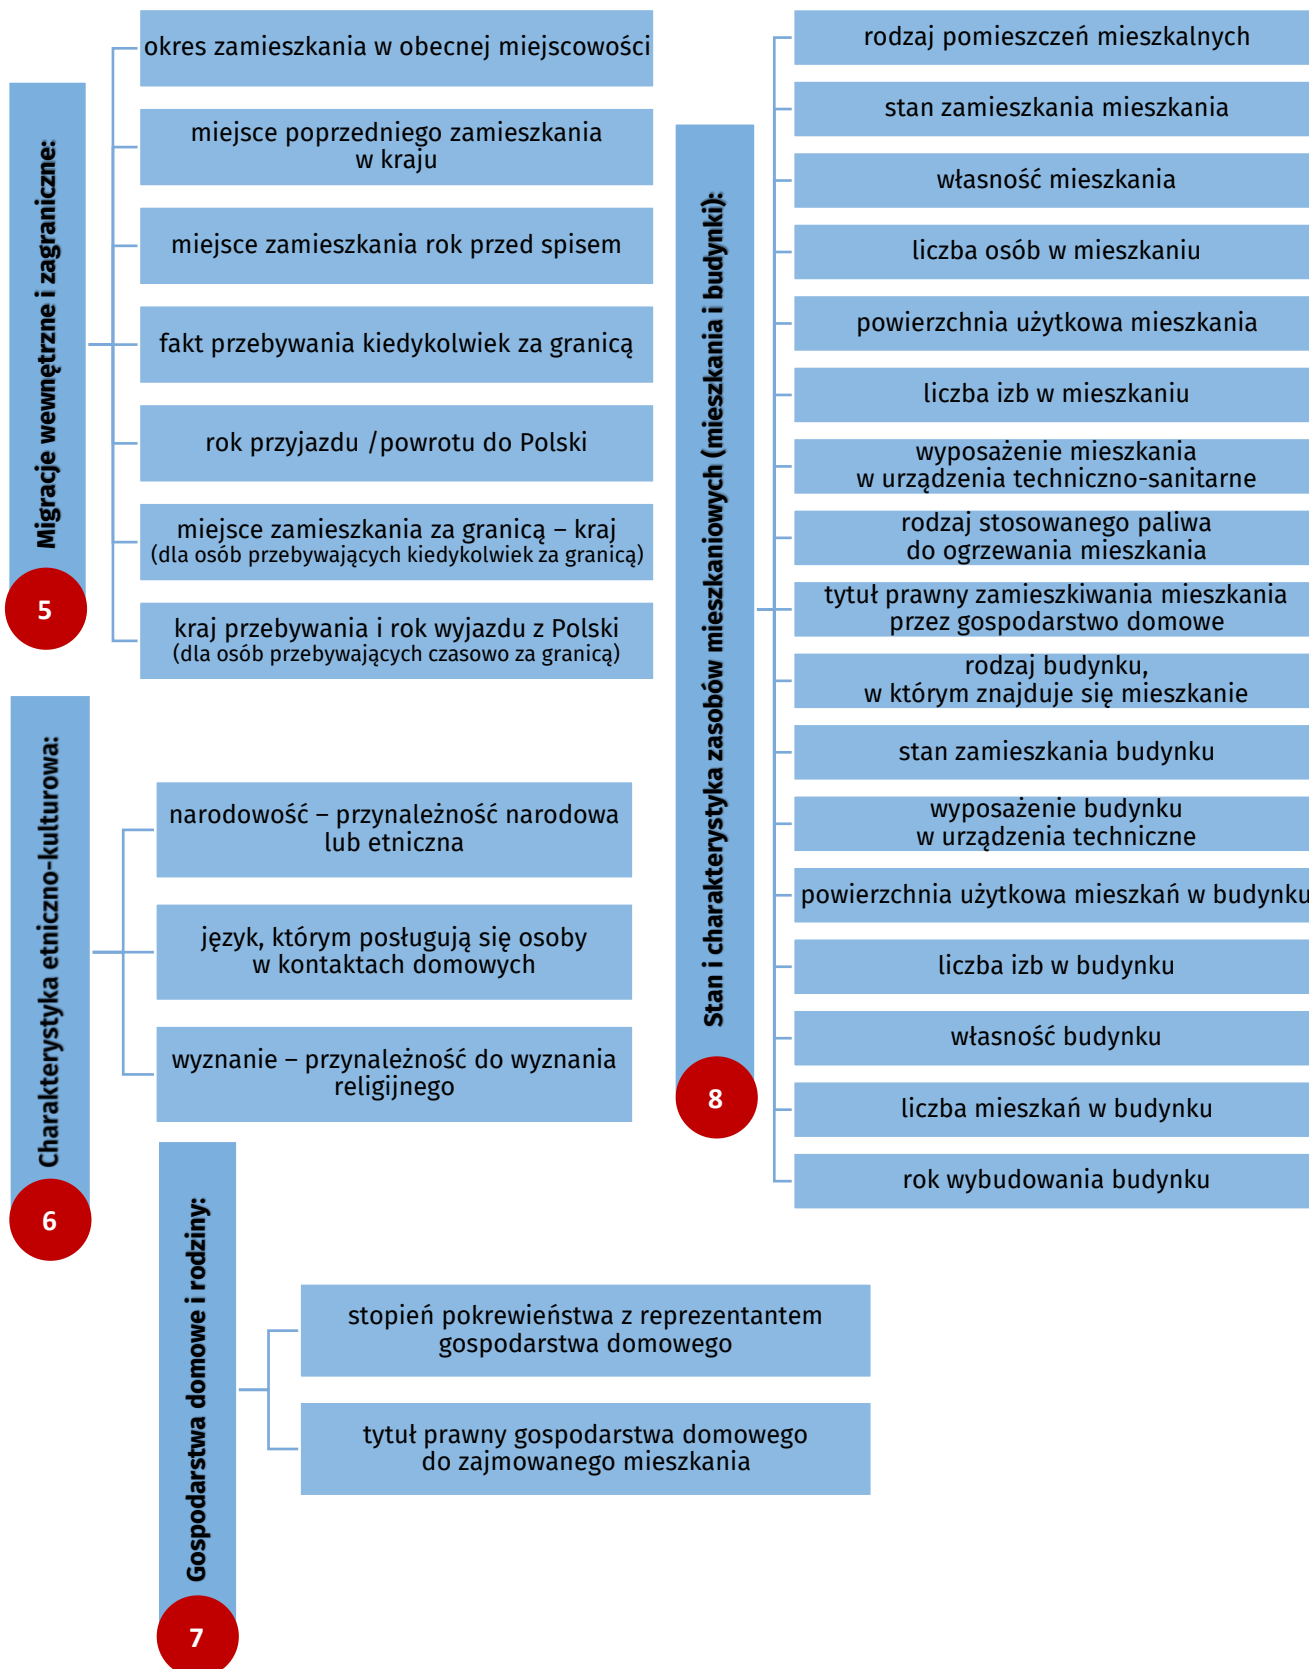 Migracje wewnętrzne i zagraniczne:
5
okres zamieszkania w obecnej miejscowości
miejsce poprzedniego zamieszkania
w kraju
miejsce zamieszkania rok przed spisem
fakt przebywania kiedykolwiek za granicą
rok przyjazdu /powrotu do Polski
miejsce zamieszkania za granicą – kraj
(dla osób przebywających kiedykolwiek za granicą)
kraj przebywania i rok wyjazdu z Polski
(dla osób przebywających czasowo za granicą)
Charakterystyka etniczno-kulturowa:
6
narodowość – przynależność narodowa
lub etniczna
język, którym posługują się osoby
w kontaktach domowych
wyznanie – przynależność do wyznania
religijnego
Gospodarstwa domowe i rodziny:
7
stopień pokrewieństwa z reprezentantem
gospodarstwa domowego
tytuł prawny gospodarstwa domowego
do zajmowanego mieszkania
Stan i charakterystyka zasobów mieszkaniowych (mieszkania i budynki):
8
rodzaj pomieszczeń mieszkalnych
stan zamieszkania mieszkania
własność mieszkania
liczba osób w mieszkaniu
powierzchnia użytkowa mieszkania
liczba izb w mieszkaniu
wyposażenie mieszkania
w urządzenia techniczno-sanitarne
rodzaj stosowanego paliwa
do ogrzewania mieszkania
tytuł prawny zamieszkiwania mieszkania
przez gospodarstwo domowe
rodzaj budynku,
w którym znajduje się mieszkanie
stan zamieszkania budynku
wyposażenie budynku
w urządzenia techniczne
powierzchnia użytkowa mieszkań w budynku
liczba izb w budynku
własność budynku
liczba mieszkań w budynku
rok wybudowania budynku